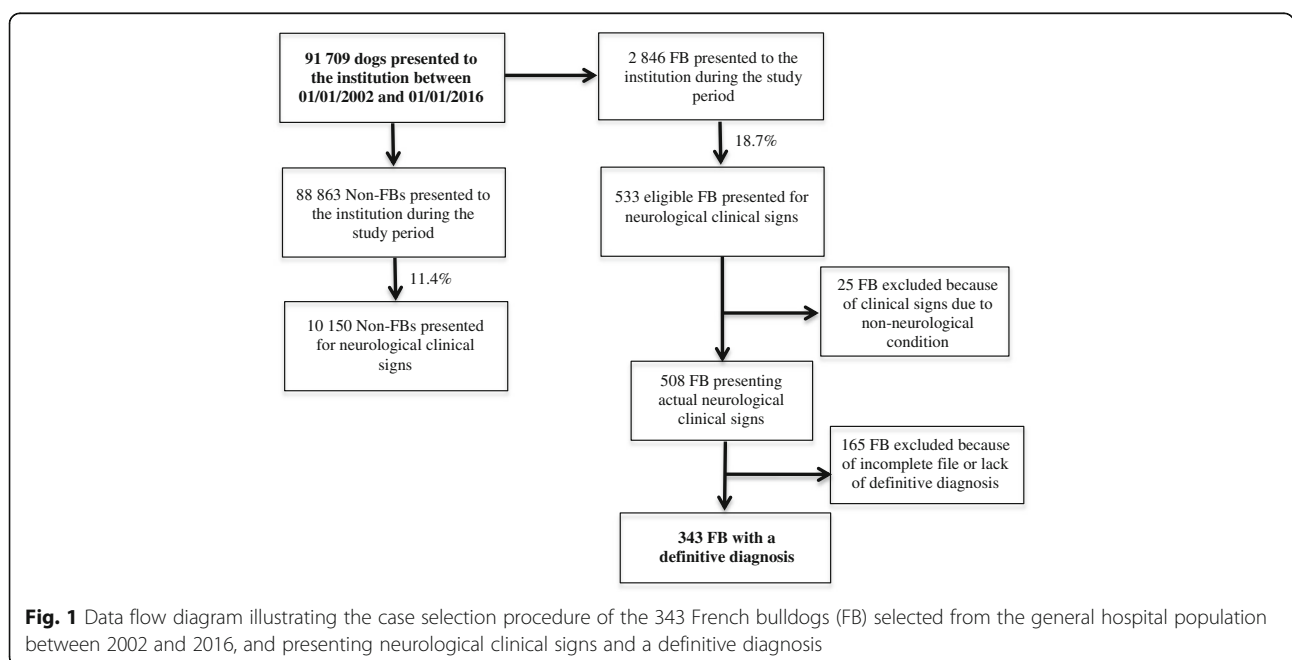 91 709 dogs presented to
the institution between
01/01/2002 and 01/01/2016
2 846 FB presented to the
institution during the
study period
18.7%
88 863 Non-FBs presented to
the institution during the
study period
533 eligible FB presented for
neurological clinical signs
11.4%
10 150 Non-FBs presented
for neurological clinical
signs
25 FB excluded because
of clinical signs due to
non-neurological
condition
508 FB presenting
actual neurological
clinical signs
165 FB excluded because
of incomplete file or lack
of definitive diagnosis
343 FB with a
definitive diagnosis
Fig. 1 Data flow diagram illustrating the case selection procedure of the 343 French bulldogs (FB) selected from the general hospital population
between 2002 and 2016, and presenting neurological clinical signs and a definitive diagnosis